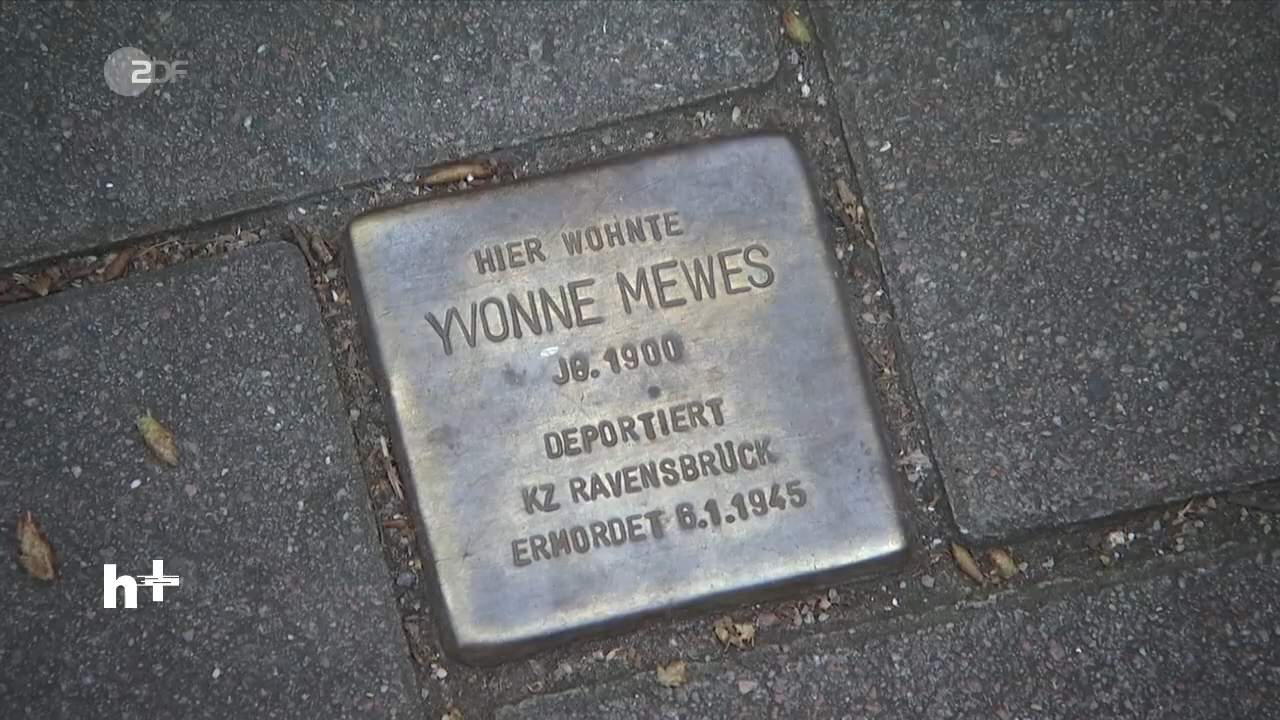 ZDF
HIER WOHNTE
YVONNE MEWES
JG. 1900
DEPORTIERT
KZ RAVENSBRÜCK
ERMORDET 6.1.1945
h+